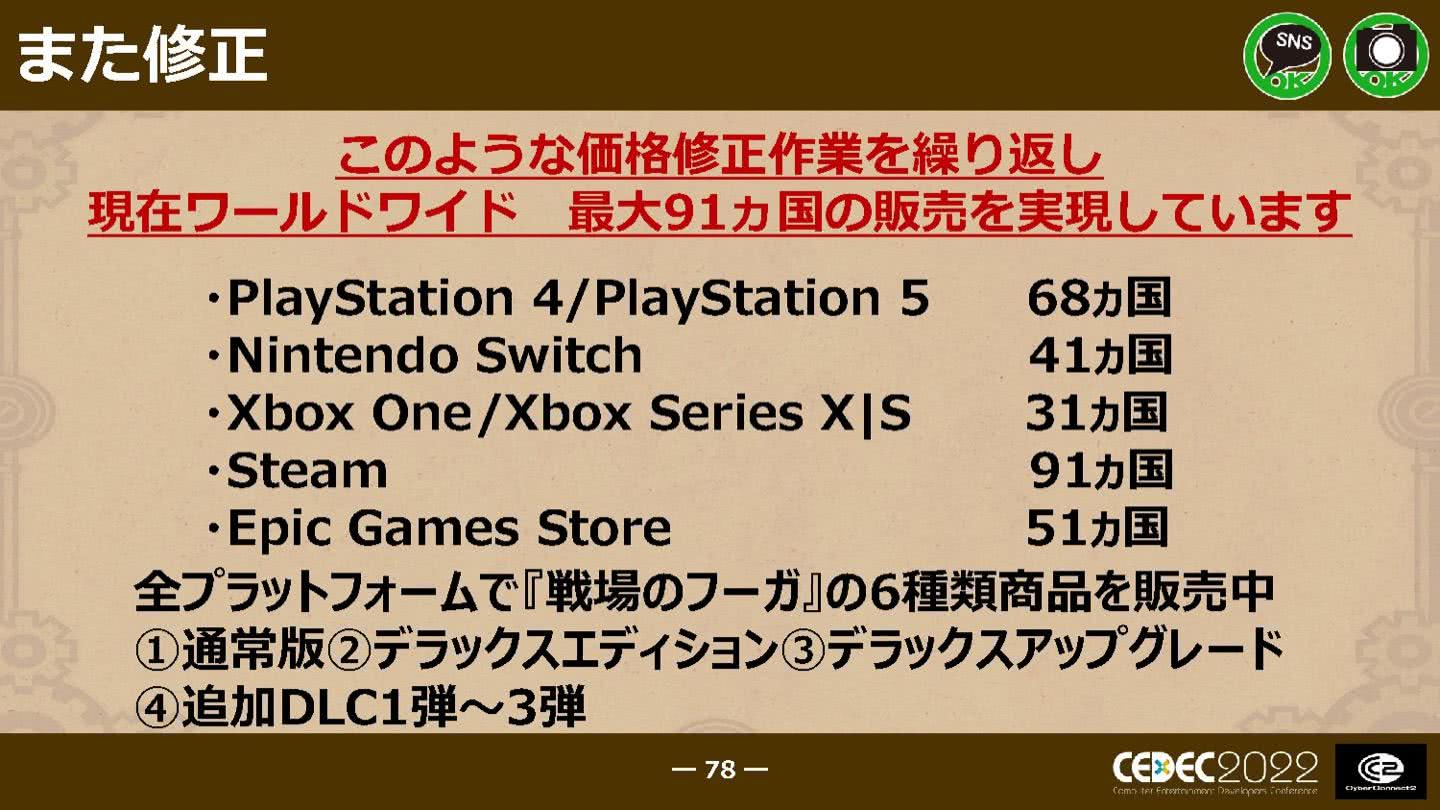 また修正
SNS
OK
OK
このような価格修正作業を繰り返し
現在ワールドワイド　最大91ヵ国の販売を実現しています
・PlayStation 4/PlayStation 5　68ヵ国
・Nintendo Switch　41ヵ国
・Xbox One/Xbox Series X|S　31ヵ国
・Steam　91ヵ国
・Epic Games Store　51ヵ国
全プラットフォームで『戦場のフーガ』の6種類商品を販売中
①通常版②デラックスエディション③デラックスアップグレード
④追加DLC1弾～3弾
― 78 ―
CEDEC2022
Computer Entertainment Developers Conference
CyberConnect2